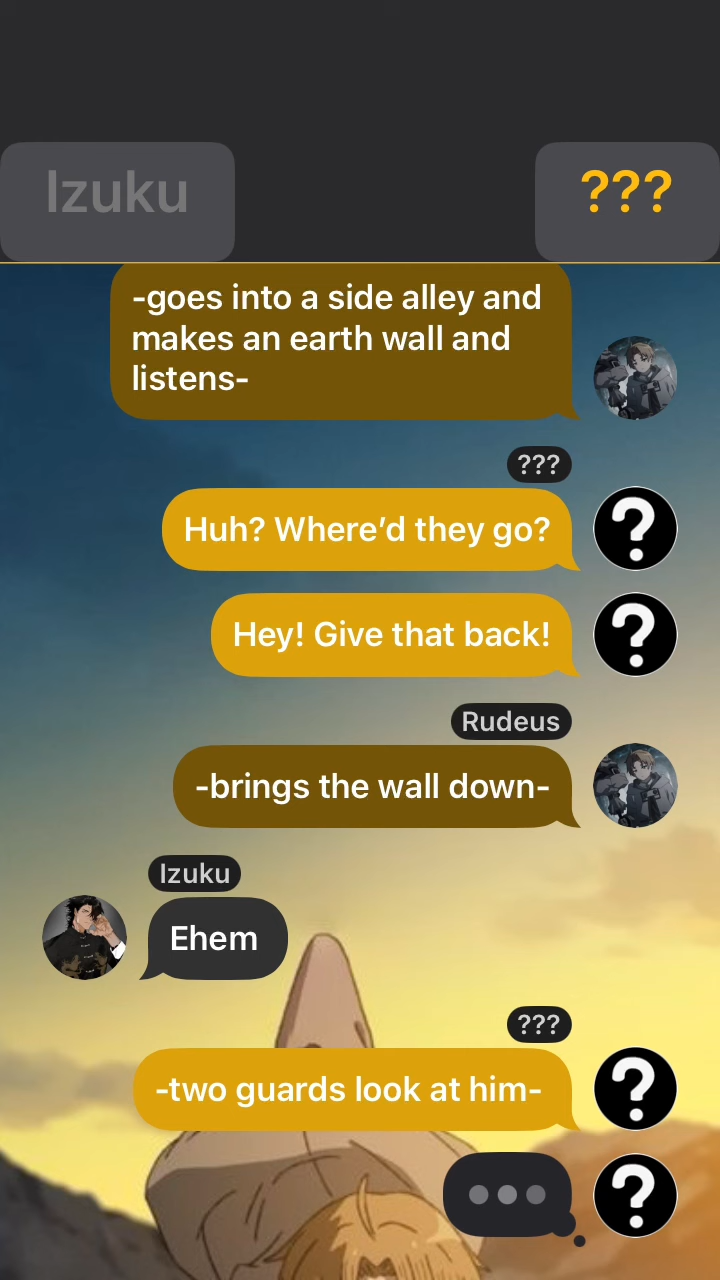 Izuku
???
-goes into a side alley and
makes an earth wall and
listens-
???
Huh? Where’d they go?
?
Hey! Give that back!
?
Rudeus
-brings the wall down-
Izuku
Ehem
???
-two guards look at him-
?
?